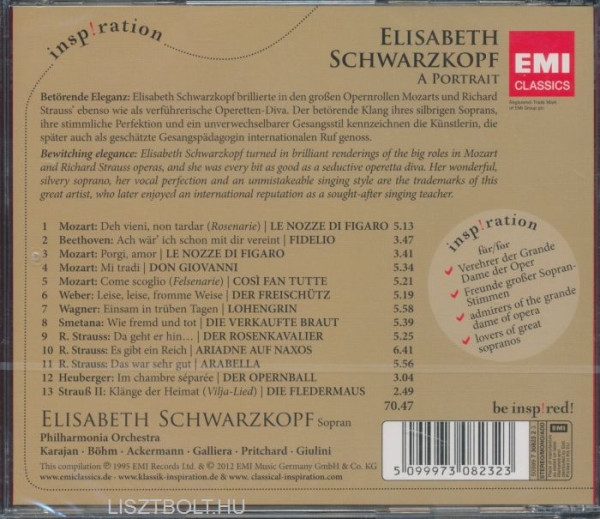 insp!ration
ELISABETH
SCHWARZKOPF
A PORTRAIT
EMI
CLASSICS
Registered Trade Mark
of EMI Group plc
Betörende Eleganz: Elisabeth Schwarzkopf brillierte in den großen Opernrollen Mozarts und Richard
Strauss' ebenso wie als verführerische Operetten-Diva. Der betörende Klang ihres silbrigen Soprans,
ihre stimmliche Perfektion und ein unverwechselbarer Gesangsstil kennzeichnen die Künstlerin, die
später auch als geschätzte Gesangspädagogin internationalen Ruf genoss.
Bewitching elegance: Elisabeth Schwarzkopf turned in brilliant renderings of the big roles in Mozart
and Richard Strauss operas, and she was every bit as good as a seductive operetta diva. Her wonderful,
silvery soprano, her vocal perfection and an unmistakeable singing style are the trademarks of this
great artist, who later enjoyed an international reputation as a sought-after singing teacher.
1 Mozart: Deh vieni, non tardar (Rosenarie) | LE NOZZE DI FIGARO 5.13
2 Beethoven: Ach wär' ich schon mit dir vereint | FIDELIO 3.47
3 Mozart: Porgi, amor | LE NOZZE DI FIGARO 3.41
4 Mozart: Mi tradi | DON GIOVANNI 5.34
5 Mozart: Come scoglio (Felsenarie) | COSÌ FAN TUTTE 5.21
6 Weber: Leise, leise, fromme Weise | DER FREISCHÜTZ 5.19
7 Wagner: Einsam in trüben Tagen | LOHENGRIN 5.58
8 Smetana: Wie fremd und tot | DIE VERKAUFTE BRAUT 5.39
9 R. Strauss: Da geht er hin... | DER ROSENKAVALIER 5.25
10 R. Strauss: Es gibt ein Reich | ARIADNE AUF NAXOS 6.41
11 R. Strauss: Das war sehr gut | ARABELLA 5.56
12 Heuberger: Im chambre séparée | DER OPERNBALL 3.04
13 Strauß II: Klänge der Heimat (Vilja-Lied) | DIE FLEDERMAUS 2.49
70.47
insp!ration
für/for
Verehrer der Grande
Dame der Oper
Freunde großer Sopran-
Stimmen
admirers of the grande
dame of opera
lovers of great
sopranos
be insp!red!
ELISABETH SCHWARZKOPF Sopran
Philharmonia Orchestra
Karajan · Böhm · Ackermann · Galliera · Pritchard · Giulini
This compilation ℗ 1995 EMI Records Ltd. & © 2012 EMI Music Germany GmbH & Co. KG
www.emiclassics.de · www.klassik-inspiration.de & www.classical-inspiration.com
5 099973 082323
STEREO/MONO/ADD
EMI
LISZTBOLT.HU